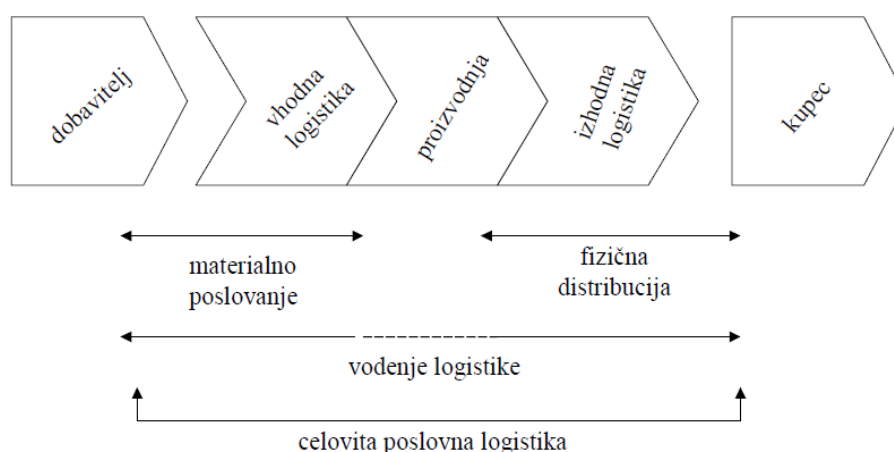 dobavitelj
vhodna
logistika
proizvodnja
izhodna
logistika
kupec
materialno
poslovanje
fizična
distribucija
vodenje logistike
celovita poslovna logistika